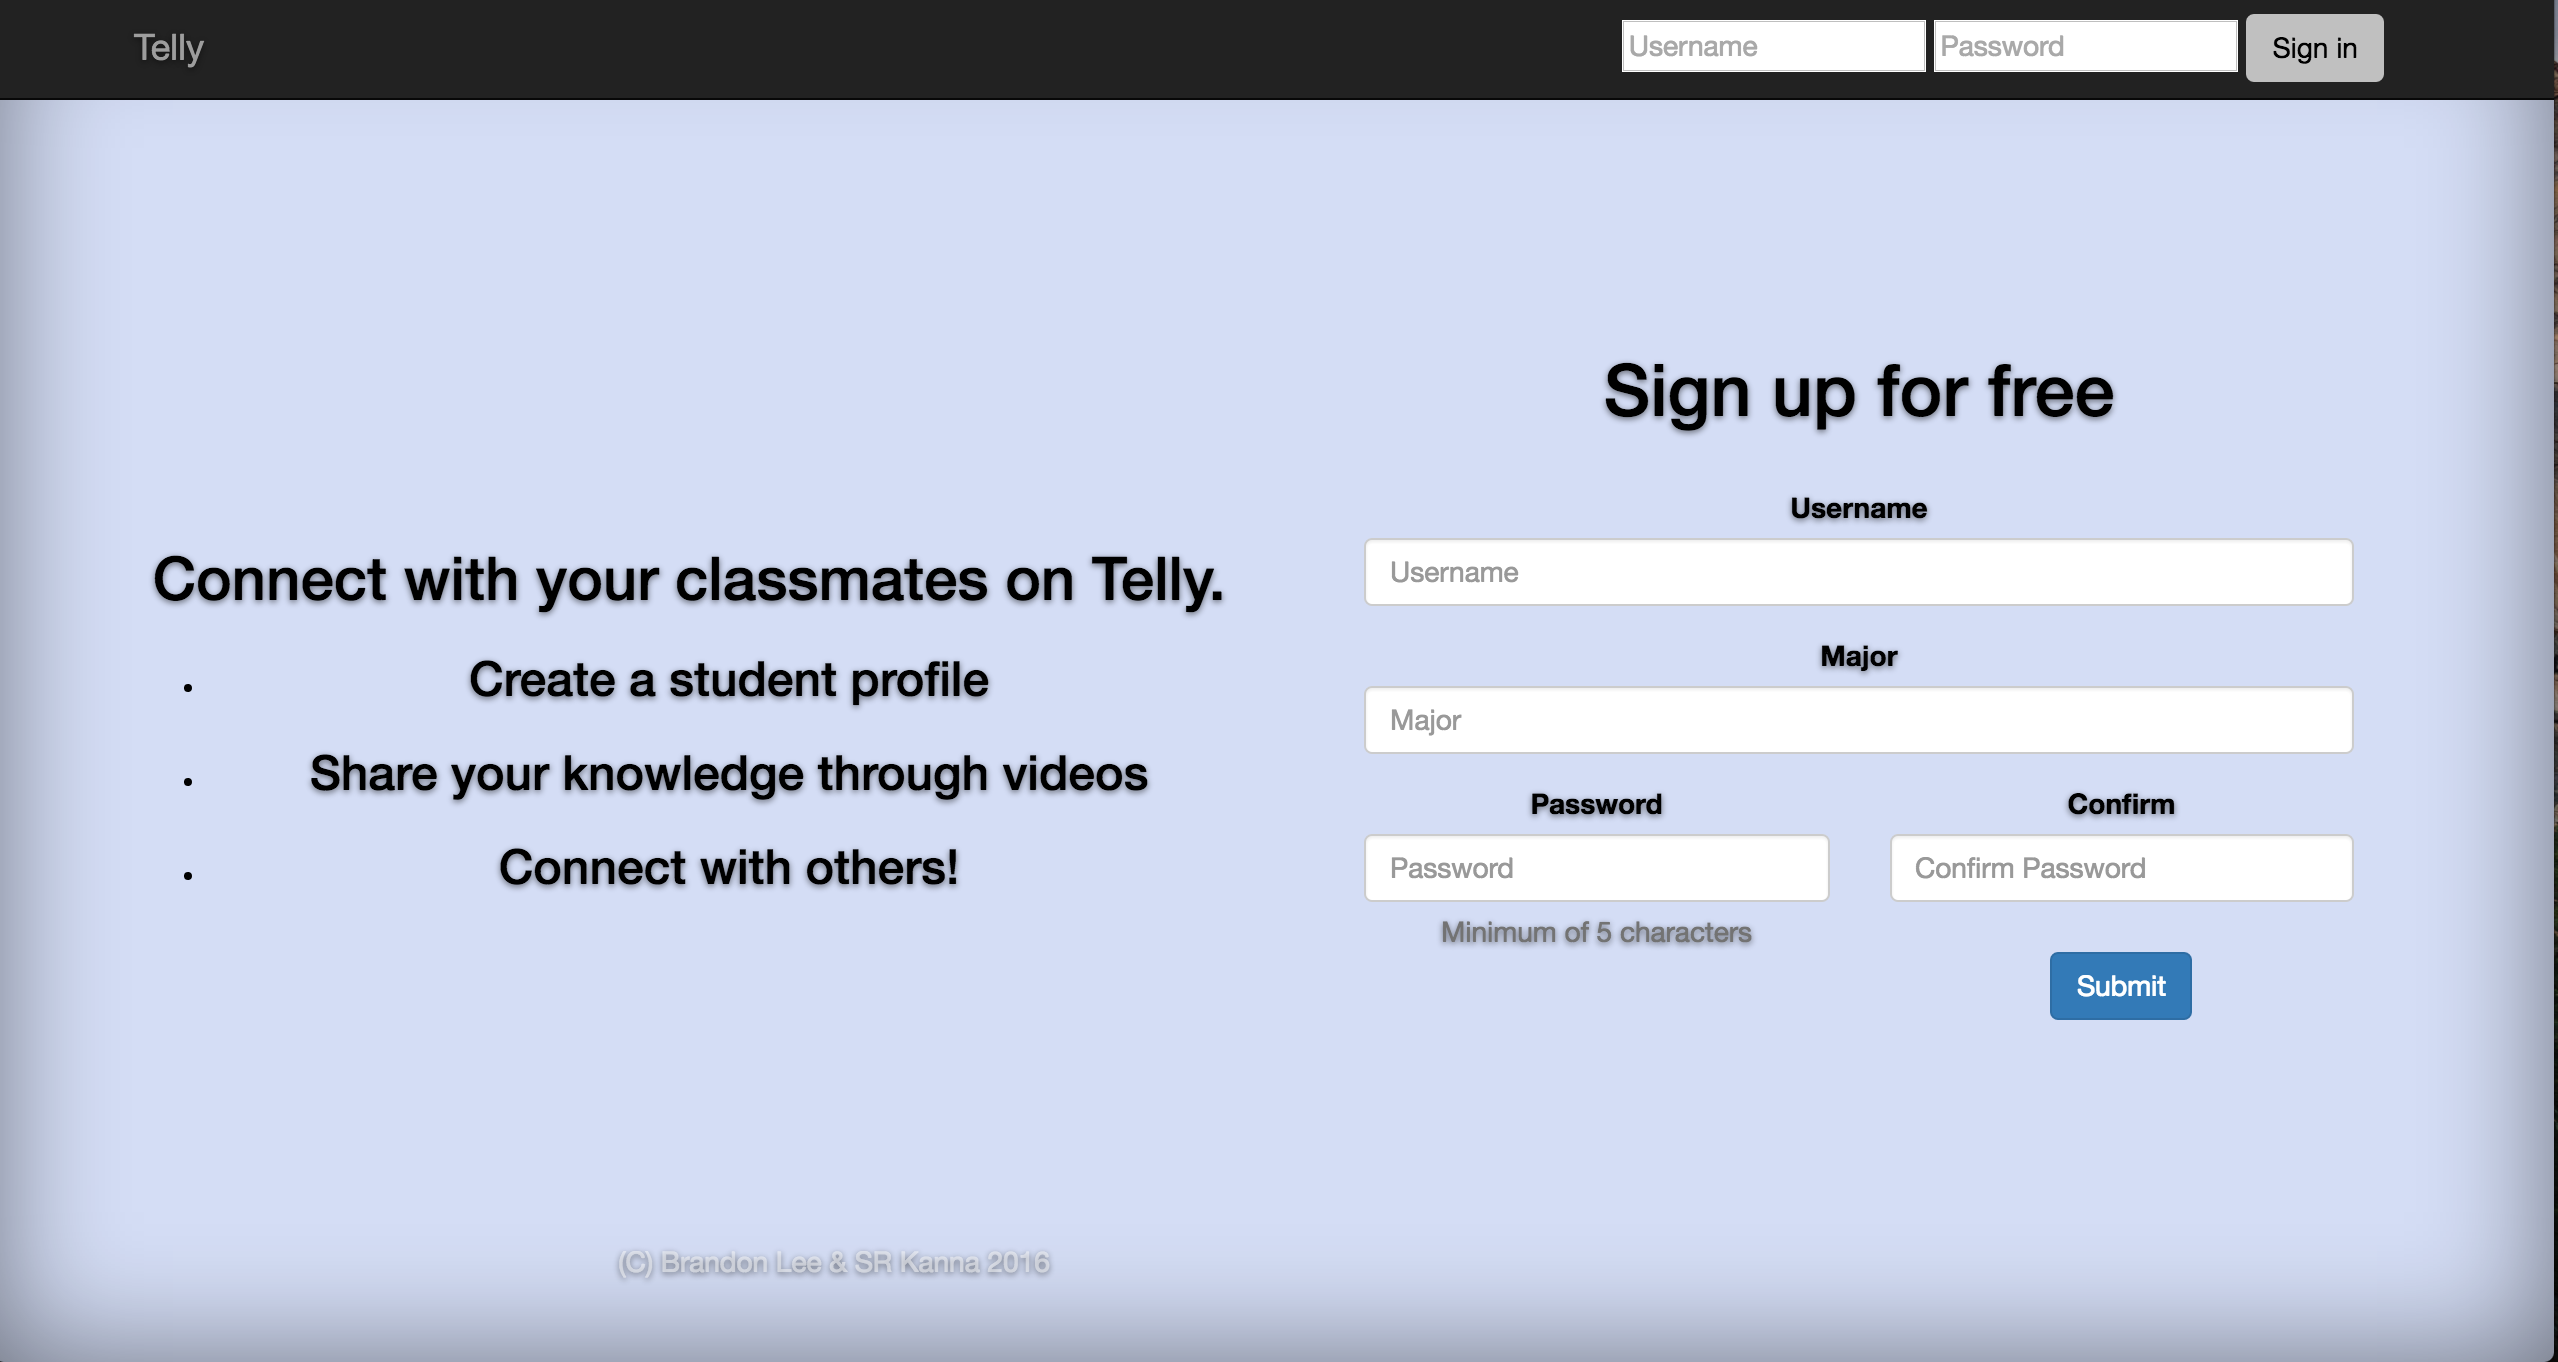 Telly
Username Password Sign in
Sign up for free
Connect with your classmates on Telly.
• Create a student profile
• Share your knowledge through videos
• Connect with others!
Username
Username
Major
Major
Password Confirm
Password Confirm Password
Minimum of 5 characters
Submit
(C) Brandon Lee & SR Kanna 2016